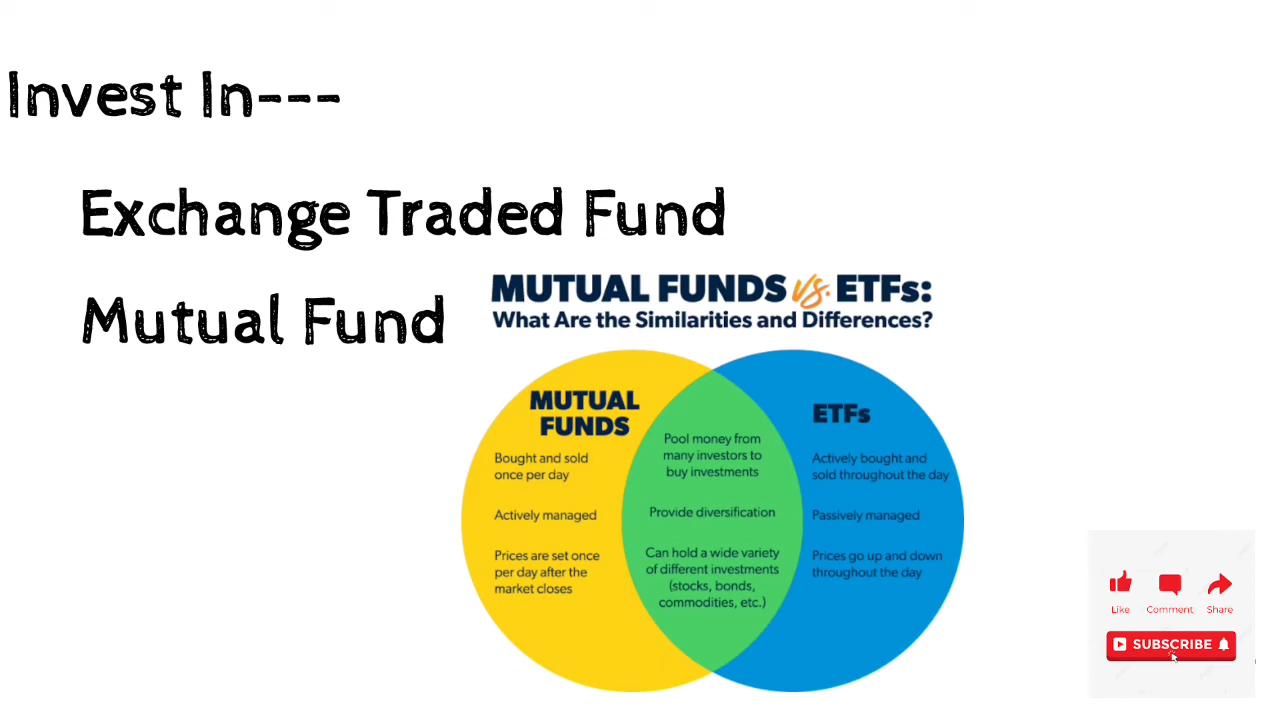 Invest In---
Exchange Traded Fund
Mutual Fund
MUTUAL FUNDS vs. ETFs:
What Are the Similarities and Differences?
MUTUAL
FUNDS
Bought and sold
once per day
Actively managed
Prices are set once
per day after the
market closes
Pool money from
many investors to
buy investments
Provide diversification
Can hold a wide variety
of different investments
(stocks, bonds,
commodities, etc.)
ETFs
Actively bought and
sold throughout the day
Passively managed
Prices go up and down
throughout the day
Like Comment Share
SUBSCRIBE